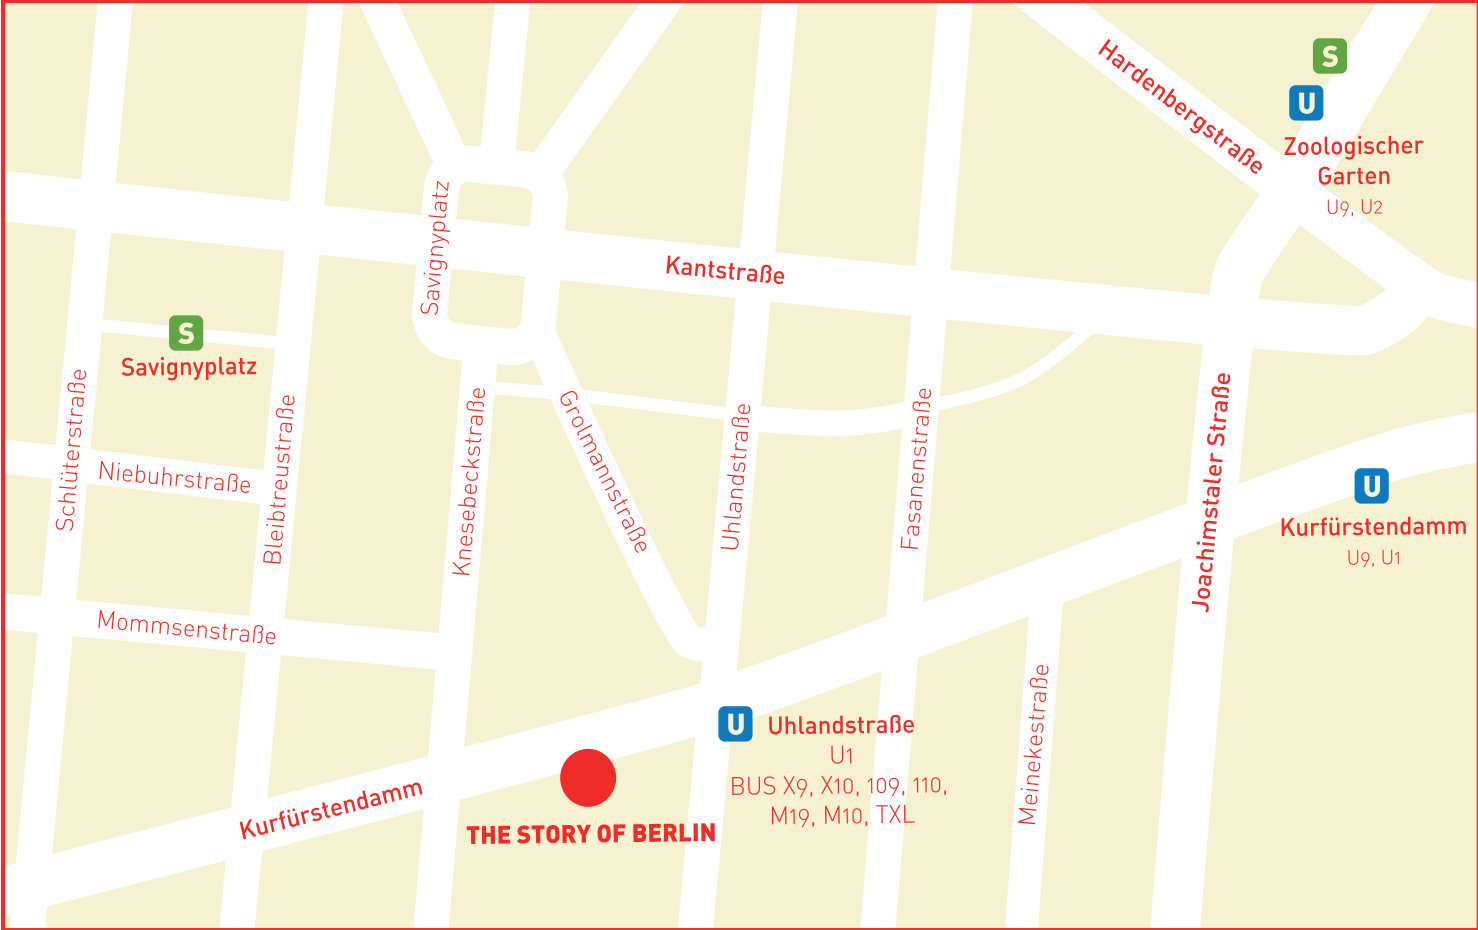 Hardenbergstraße
S
U
Zoologischer
Garten
U9, U2
Savignyplatz
Kantstraße
S
Savignyplatz
Schlüterstraße
Niebuhrstraße
Bleibtreustraße
Knesebeckstraße
Grolmannstraße
Uhlandstraße
Fasanenstraße
Joachimstaler Straße
U
Kurfürstendamm
U9, U1
Mommsenstraße
Meinekestraße
U
Uhlandstraße
U1
BUS X9, X10, 109, 110,
M19, M10, TXL
Kurfürstendamm
THE STORY OF BERLIN